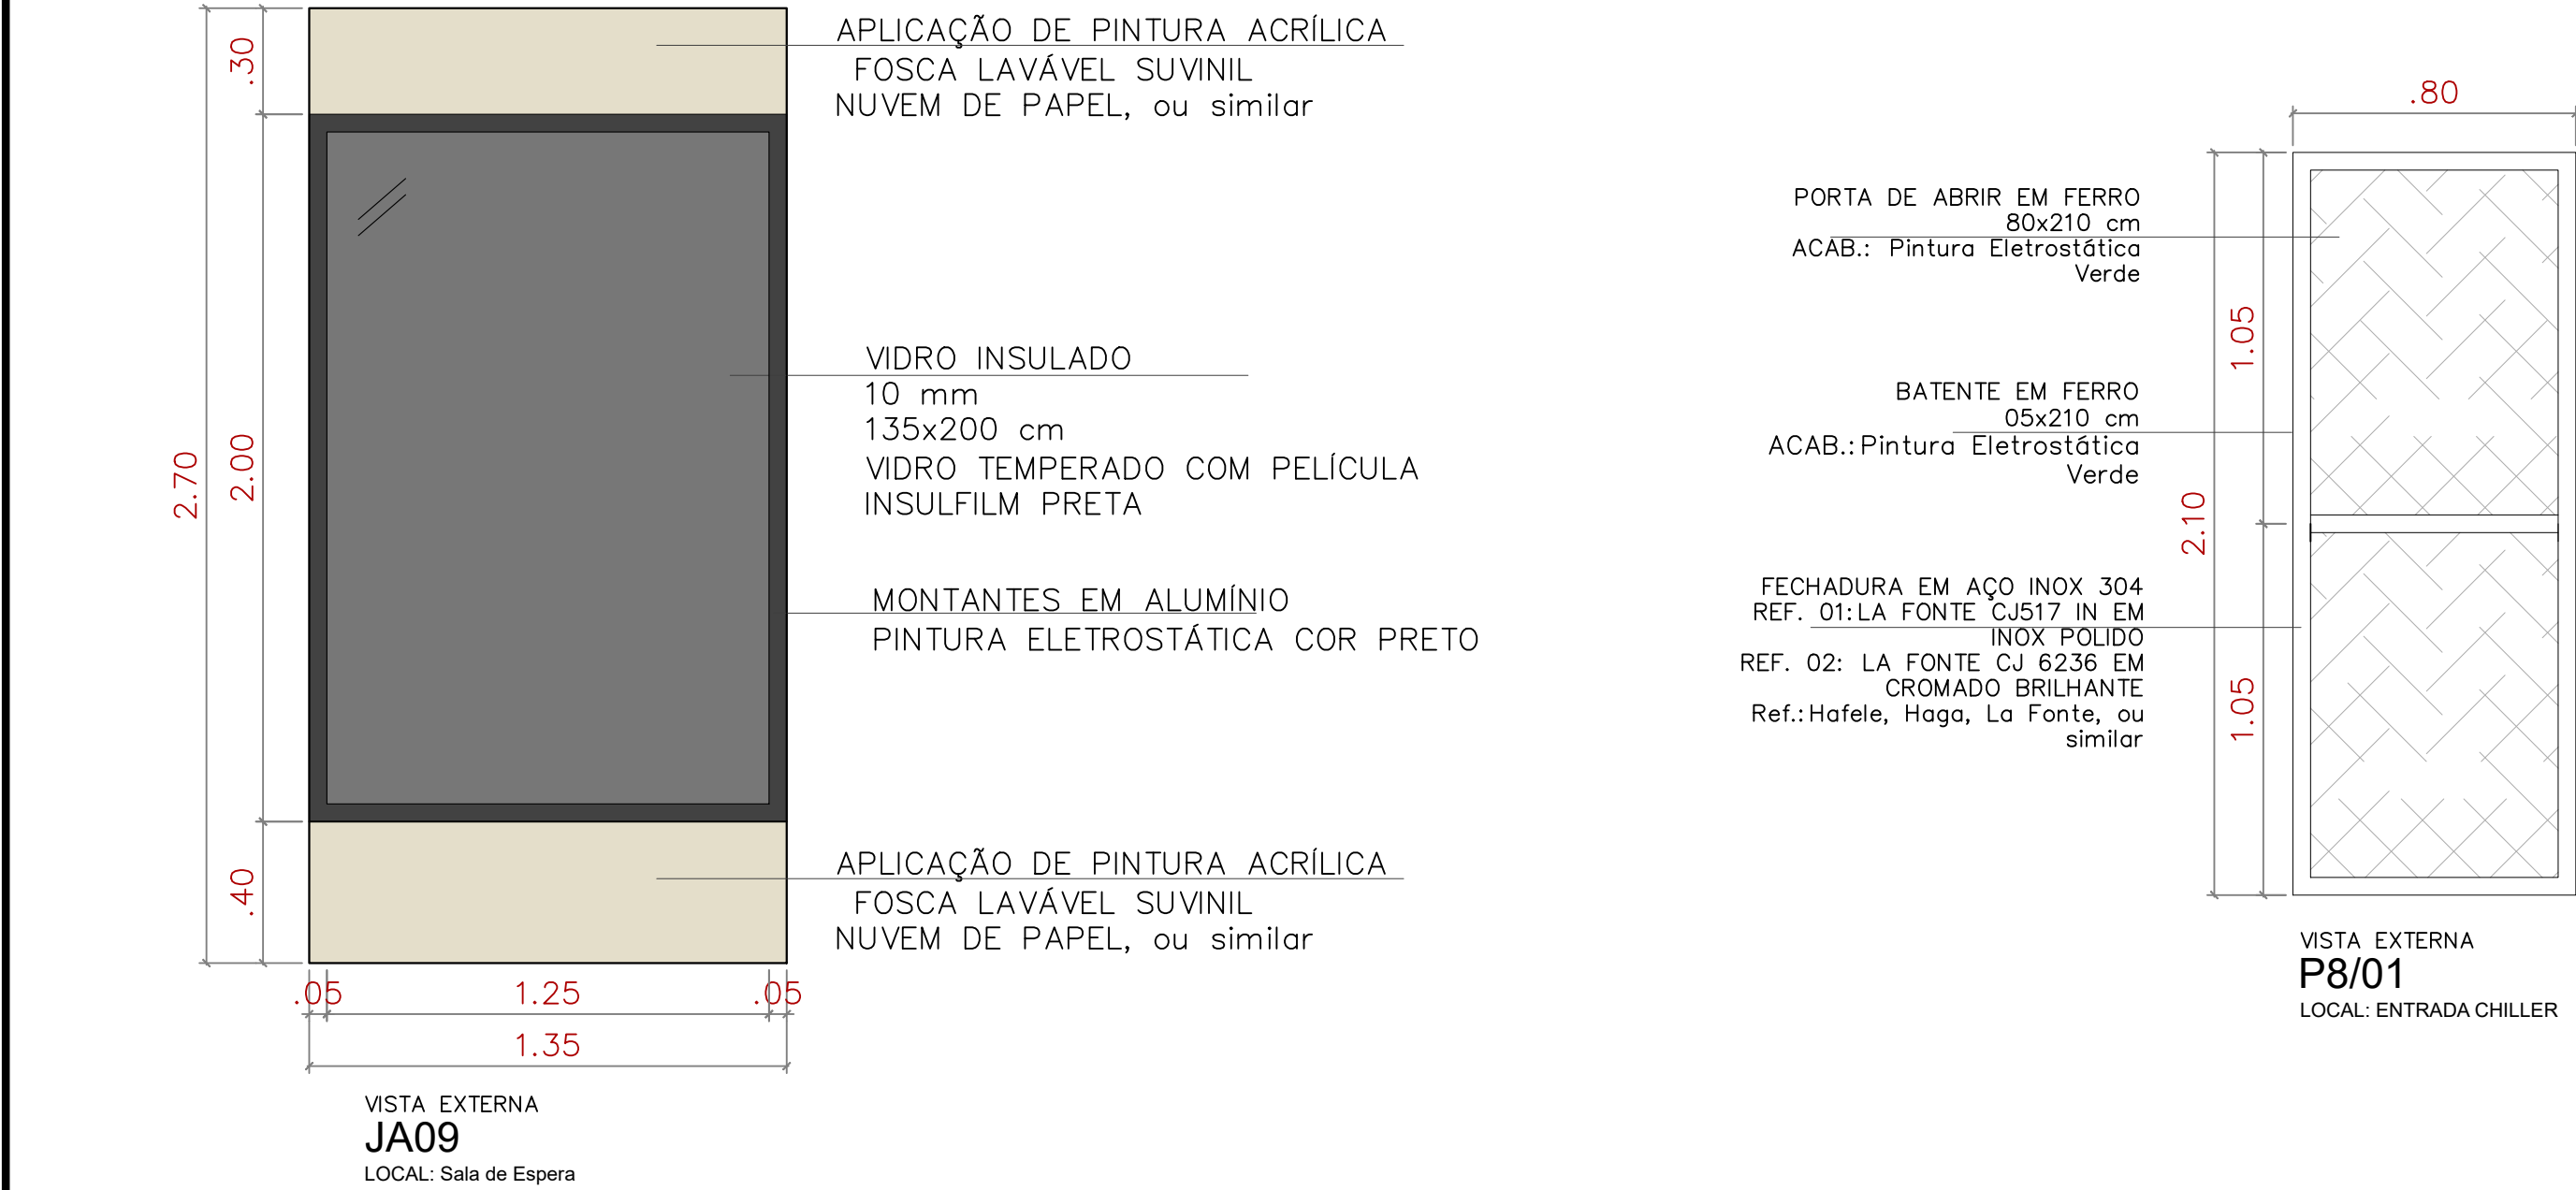 .30
2.70
2.00
.40
.05
1.25
.05
1.35
APLICAÇÃO DE PINTURA ACRÍLICA
FOSCA LAVÁVEL SUVINIL
NUVEM DE PAPEL, ou similar
VIDRO INSULADO
10 mm
135x200 cm
VIDRO TEMPERADO COM PELÍCULA
INSULFILM PRETA
MONTANTES EM ALUMÍNIO
PINTURA ELETROSTÁTICA COR PRETO
APLICAÇÃO DE PINTURA ACRÍLICA
FOSCA LAVÁVEL SUVINIL
NUVEM DE PAPEL, ou similar
VISTA EXTERNA
JA09
LOCAL: Sala de Espera
.80
PORTA DE ABRIR EM FERRO
80x210 cm
ACAB.: Pintura Eletrostática
Verde
BATENTE EM FERRO
05x210 cm
ACAB.:Pintura Eletrostática
Verde
FECHADURA EM AÇO INOX 304
REF. 01:LA FONTE CJ517 IN EM
INOX POLIDO
REF. 02: LA FONTE CJ 6236 EM
CROMADO BRILHANTE
Ref.:Hafele, Haga, La Fonte, ou
similar
1.05
2.10
1.05
VISTA EXTERNA
P8/01
LOCAL: ENTRADA CHILLER